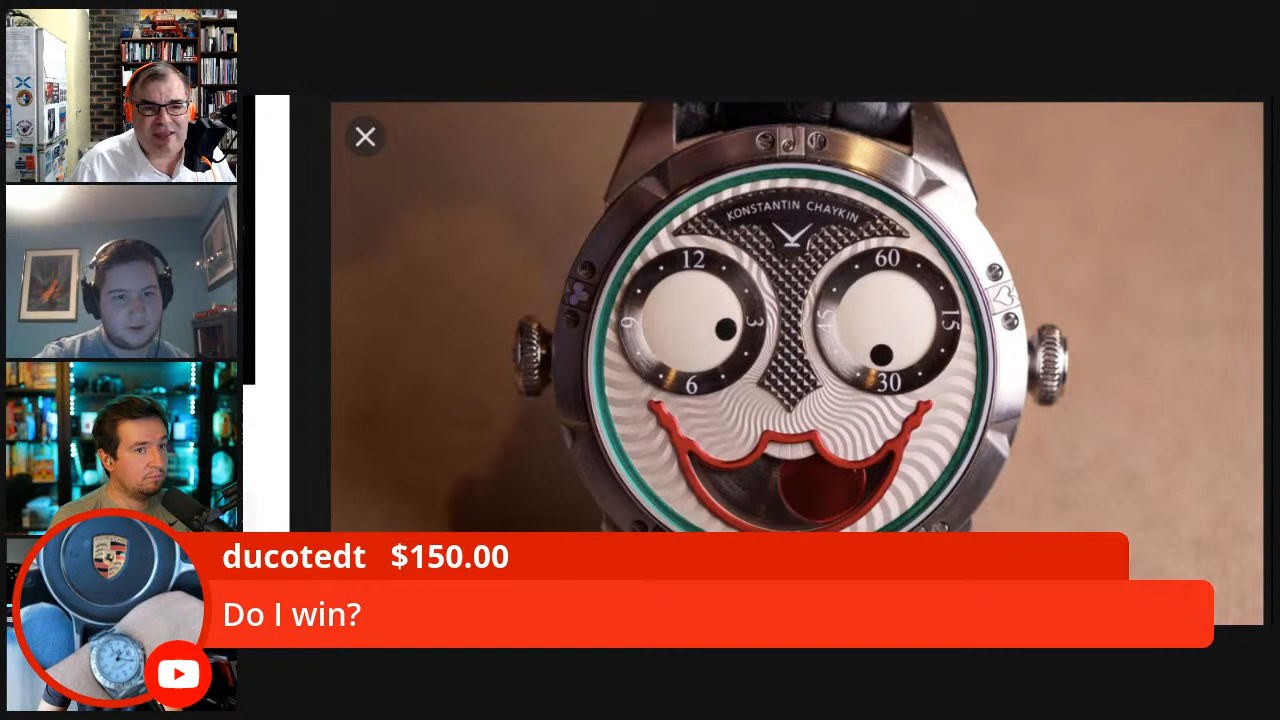 KONSTANTIN CHAYKIN
12
3
6
9
60
15
30
45
ducotedt $150.00
Do I win?